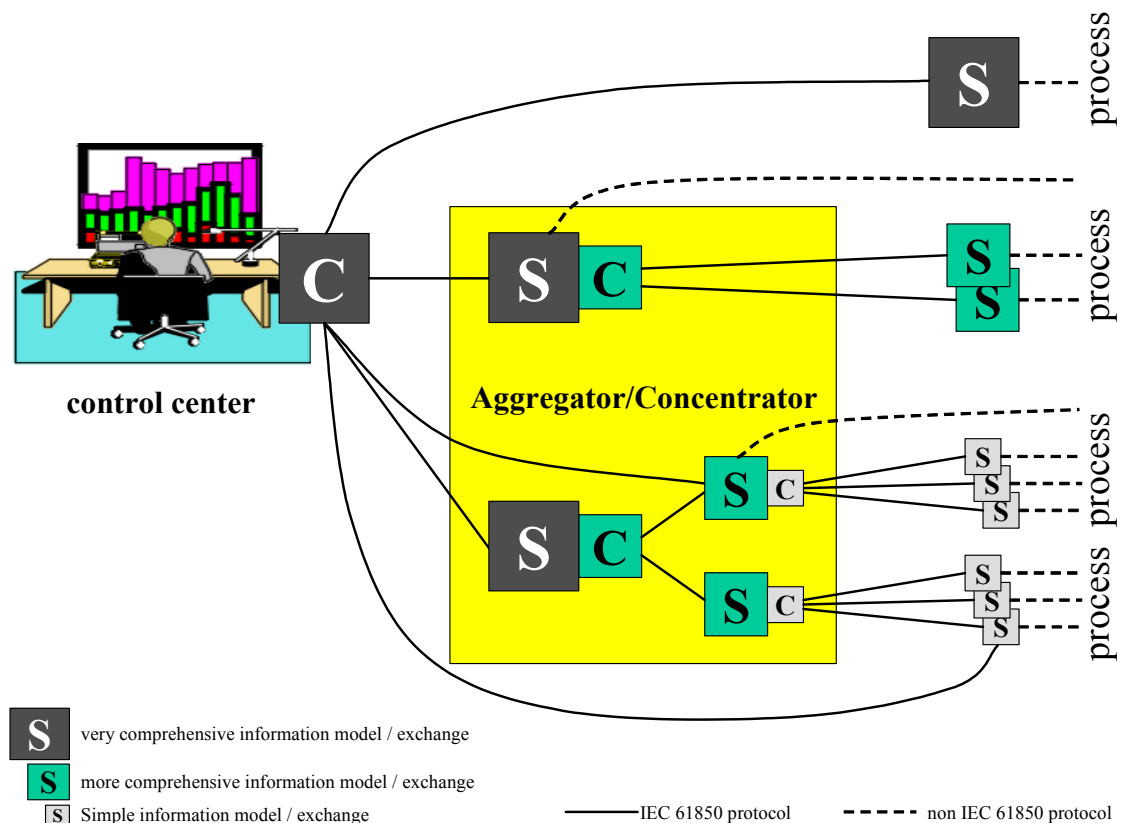 process
S
S
C
S
C
S
process
S
control center
Aggregator/Concentrator
S
C
S
S
S
process
S
C
S
C
S
S
S
process
S very comprehensive information model / exchange
S more comprehensive information model / exchange
S Simple information model / exchange
IEC 61850 protocol
non IEC 61850 protocol